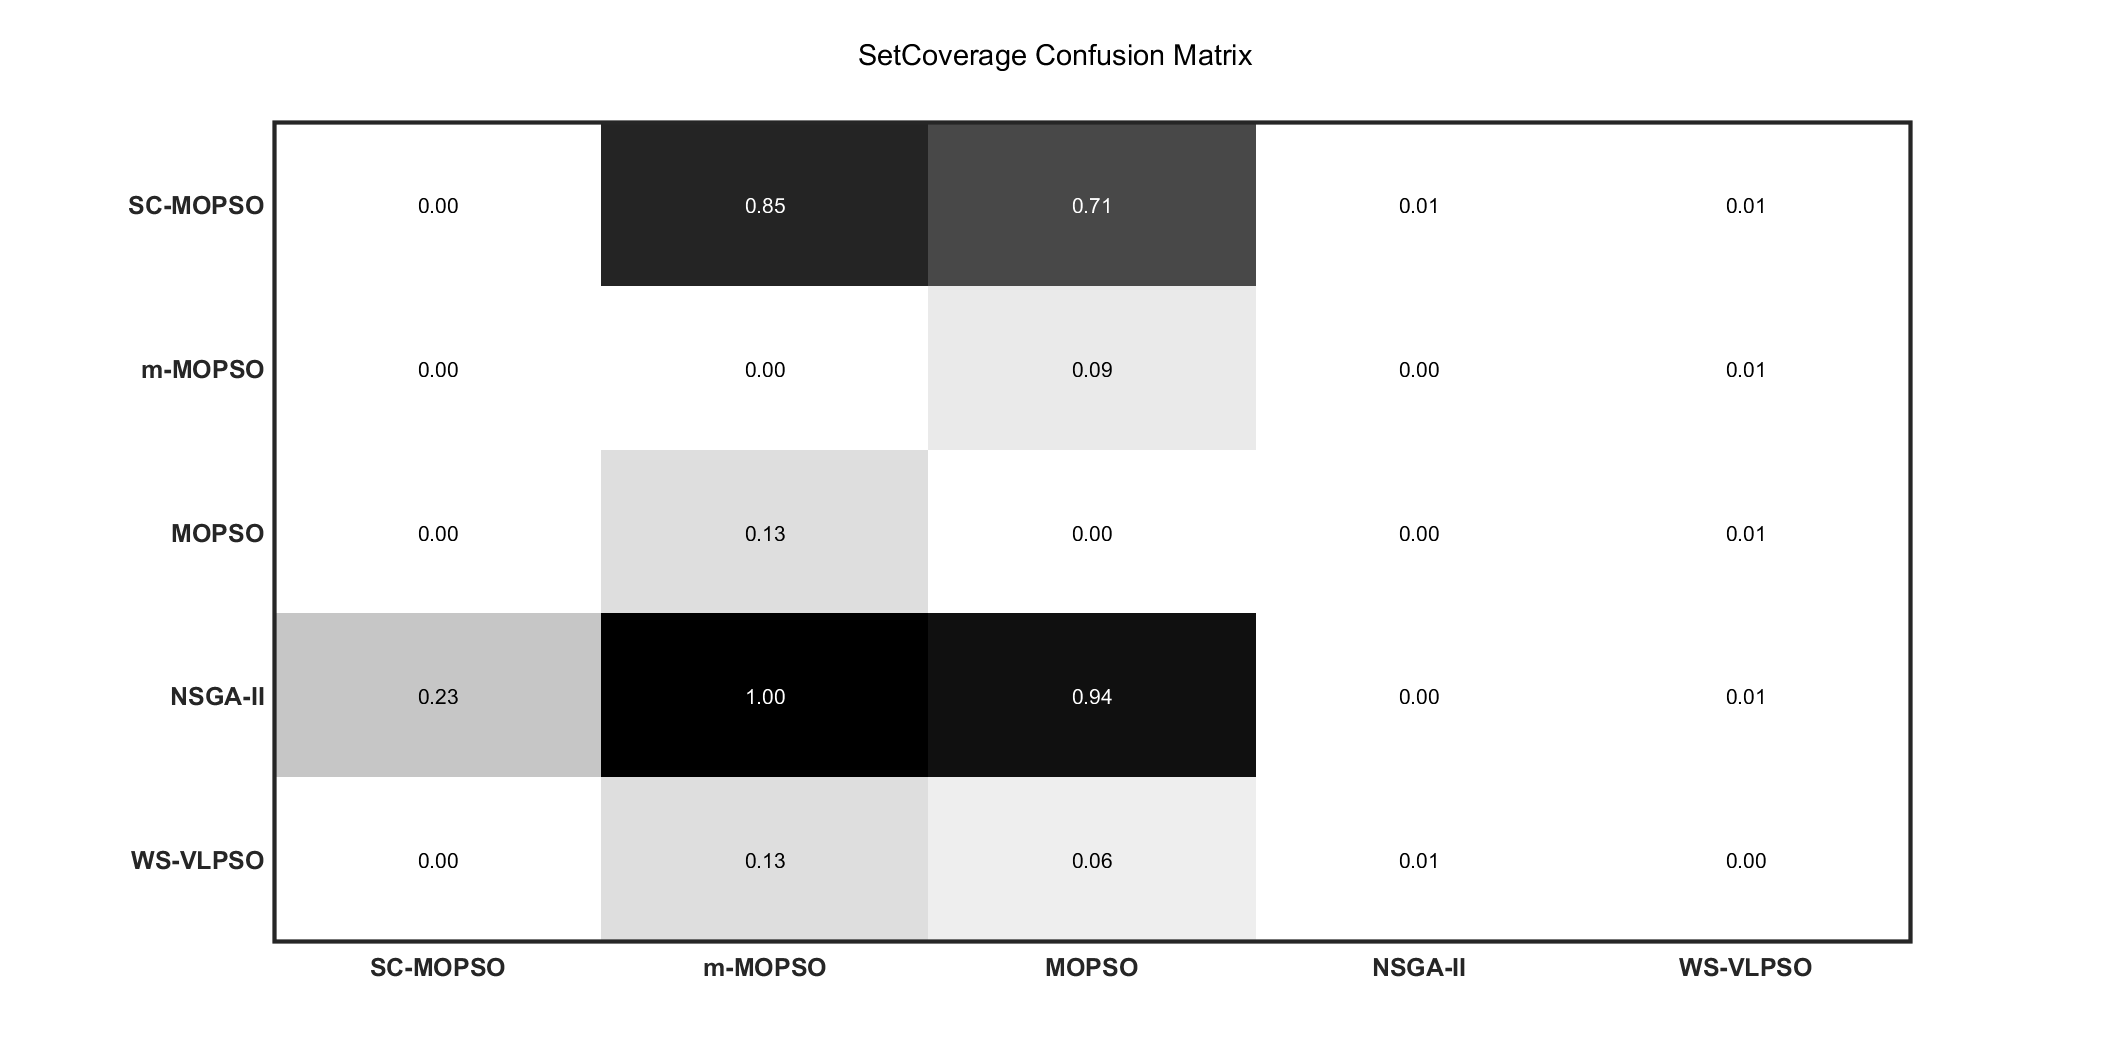 SetCoverage Confusion Matrix
SC-MOPSO 0.00 0.85 0.71 0.01 0.01
m-MOPSO 0.00 0.00 0.09 0.00 0.01
MOPSO 0.00 0.13 0.00 0.00 0.01
NSGA-II 0.23 1.00 0.94 0.00 0.01
WS-VLPSO 0.00 0.13 0.06 0.01 0.00
SC-MOPSO m-MOPSO MOPSO NSGA-II WS-VLPSO